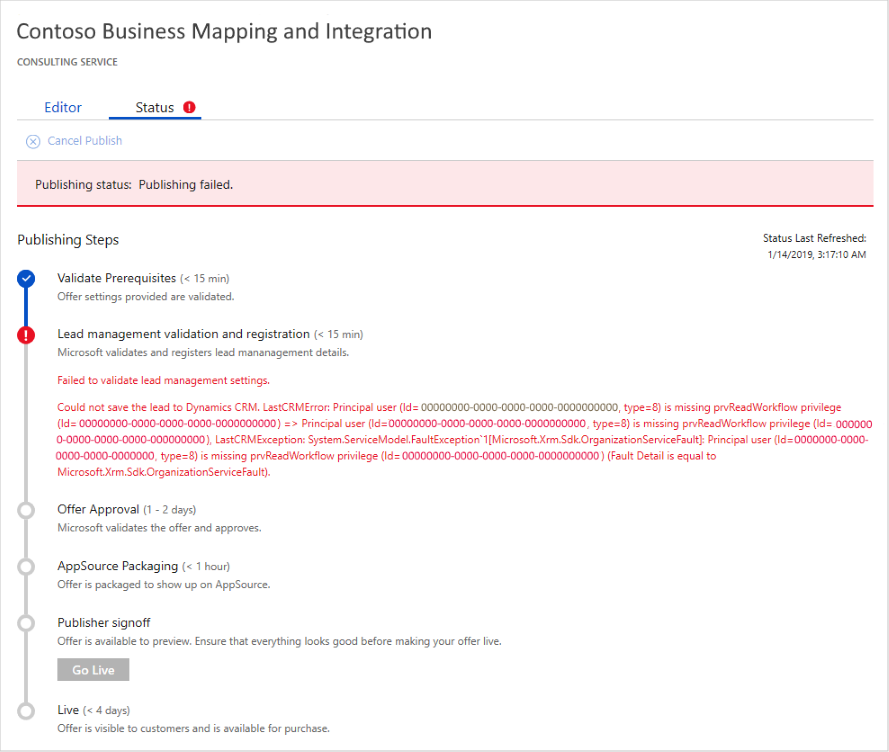 Contoso Business Mapping and Integration
CONSULTING SERVICE
Editor
Status
Cancel Publish
Publishing status: Publishing failed.
Publishing Steps
Status Last Refreshed:
1/14/2019, 3:17:10 AM
Validate Prerequisites (< 15 min)
Offer settings provided are validated.
Lead management validation and registration (< 15 min)
Microsoft validates and registers lead mananagement details.
Failed to validate lead management settings.
Could not save the lead to Dynamics CRM. LastCRMError: Principal user (Id= 00000000-0000-0000-0000-0000000000, type=8) is missing prvReadWorkflow privilege
(Id= 00000000-0000-0000-0000-0000000000 ) => Principal user (Id=00000000-0000-0000-0000-0000000000, type=8) is missing prvReadWorkflow privilege (Id= 000000
0-0000-0000-0000-000000000 ), LastCRMException: System.ServiceModel.FaultException`1[Microsoft.Xrm.Sdk.OrganizationServiceFault]: Principal user (Id=0000000-0000-
0000-0000-0000000, type=8) is missing prvReadWorkflow privilege (Id= 00000000-0000-0000-0000-0000000000 ) (Fault Detail is equal to
Microsoft.Xrm.Sdk.OrganizationServiceFault).
Offer Approval (1 - 2 days)
Microsoft validates the offer and approves.
AppSource Packaging (< 1 hour)
Offer is packaged to show up on AppSource.
Publisher signoff
Offer is available to preview. Ensure that everything looks good before making your offer live.
Go Live
Live (< 4 days)
Offer is visible to customers and is available for purchase.